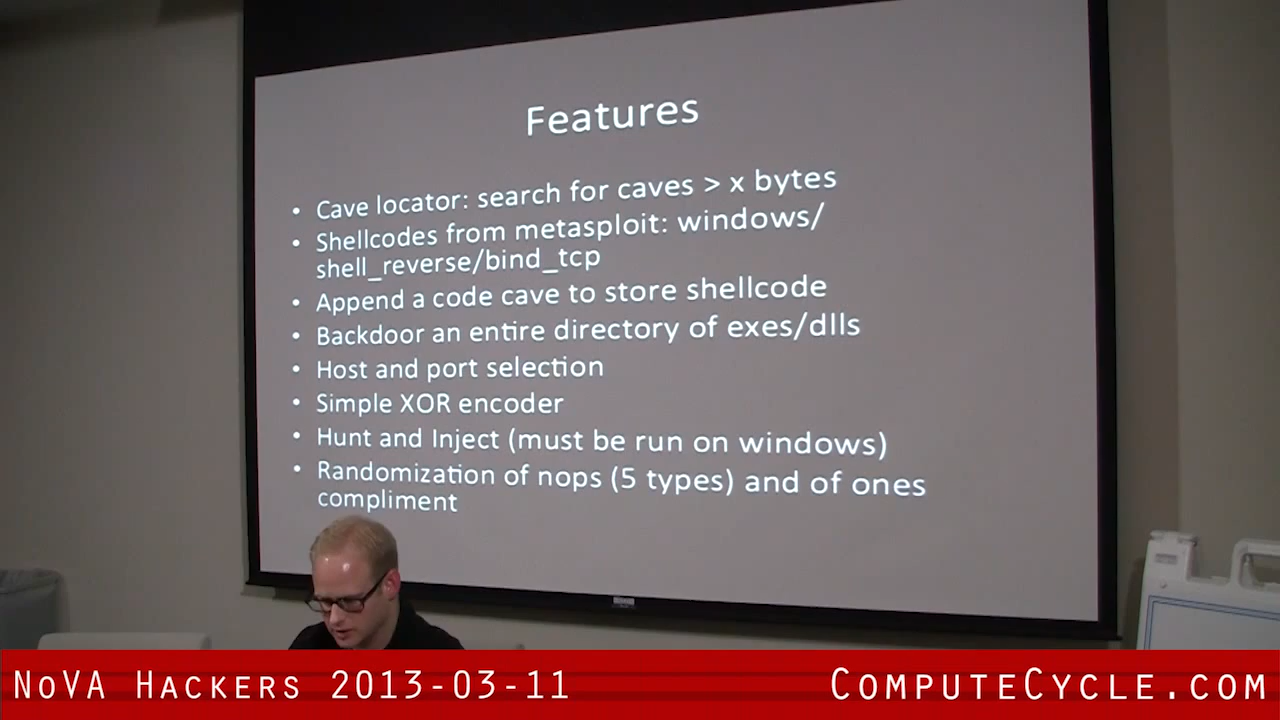 Features
• Cave locator: search for caves > x bytes
• Shellcodes from metasploit: windows/
shell_reverse/bind_tcp
• Append a code cave to store shellcode
• Backdoor an entire directory of exes/dlls
• Host and port selection
• Simple XOR encoder
• Hunt and Inject (must be run on windows)
• Randomization of nops (5 types) and of ones
compliment
NoVA Hackers 2013-03-11
ComputeCycle.com